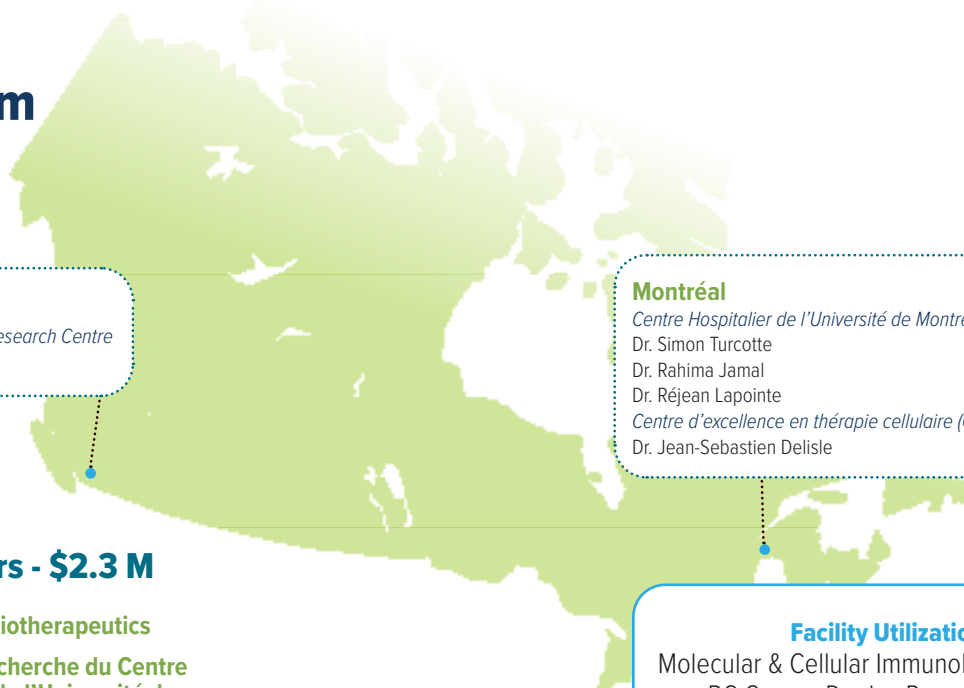 m
esearch Centre
Montréal
Centre Hospitalier de l'Université de Montré
Dr. Simon Turcotte
Dr. Rahima Jamal
Dr. Réjean Lapointe
Centre d'excellence en thérapie cellulaire (
Dr. Jean-Sebastien Delisle
rs - $2.3 M
iotherapeutics
cherche du Centre
Facility Utilizatio
Molecular & Cellular Immunol